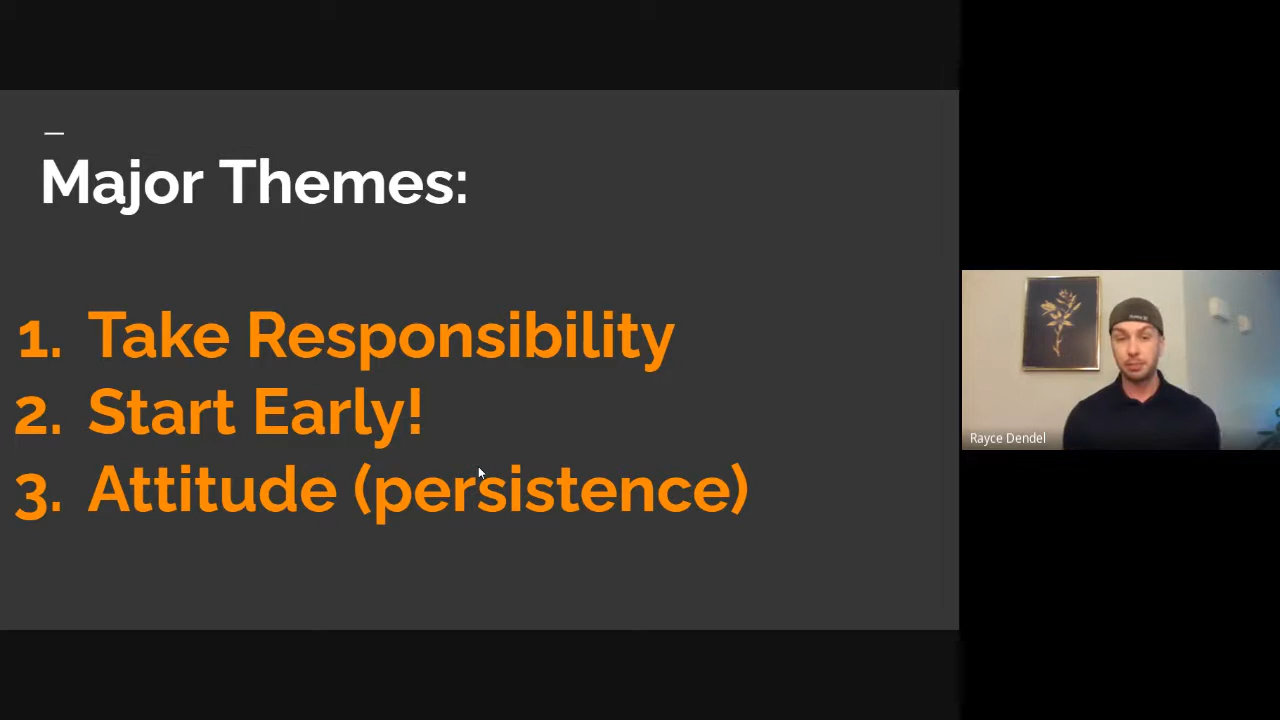 Major Themes:
1. Take Responsibility
2. Start Early!
3. Attitude (persistence)
Rayce Dendel